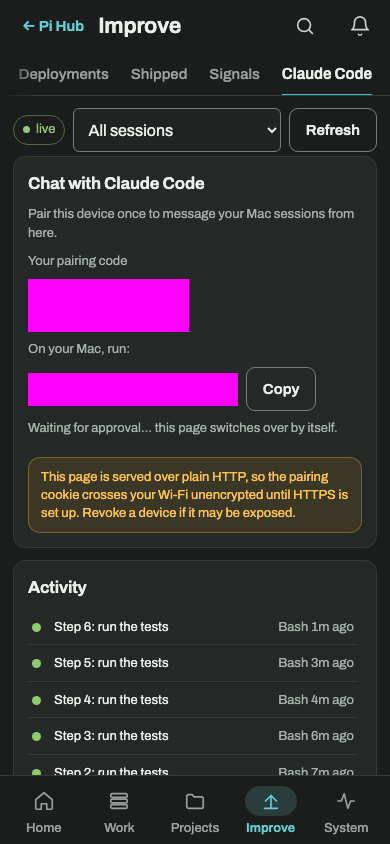 ← Pi Hub Improve
Deployments Shipped Signals Claude Code
live All sessions Refresh
Chat with Claude Code
Pair this device once to message your Mac sessions from
here.
Your pairing code
On your Mac, run:
Copy
Waiting for approval... this page switches over by itself.
This page is served over plain HTTP, so the pairing
cookie crosses your Wi-Fi unencrypted until HTTPS is
set up. Revoke a device if it may be exposed.
Activity
Step 6: run the tests Bash 1m ago
Step 5: run the tests Bash 3m ago
Step 4: run the tests Bash 4m ago
Step 3: run the tests Bash 6m ago
Step 2: run the tests Bash 7m ago
Home Work Projects Improve System